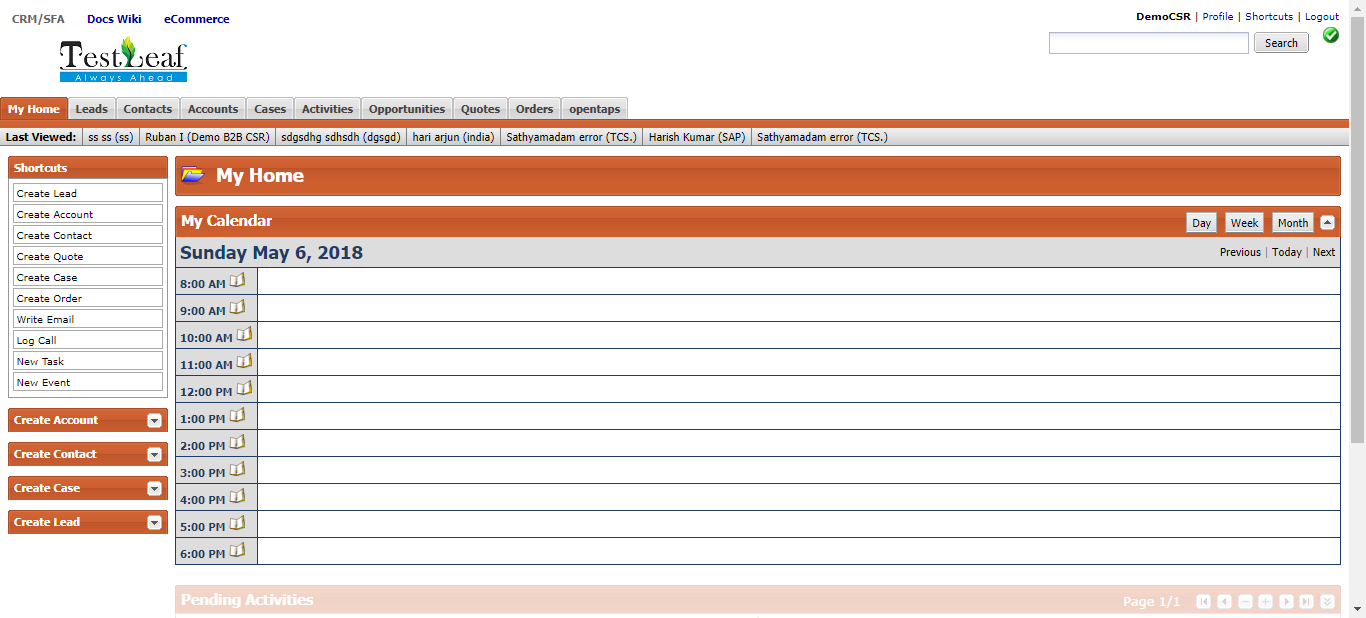 CRM/SFA Docs Wiki eCommerce
DemoCSR | Profile | Shortcuts | Logout
TestLeaf
Always Ahead
Search
My Home Leads Contacts Accounts Cases Activities Opportunities Quotes Orders opentaps
Last Viewed: ss ss (ss) Ruban I (Demo B2B CSR) sdgsdhg sdhsdh (dgsgd) hari arjun (india) Sathyamadam error (TCS.) Harish Kumar (SAP) Sathyamadam error (TCS.)
Shortcuts
Create Lead
Create Account
Create Contact
Create Quote
Create Case
Create Order
Write Email
Log Call
New Task
New Event
Create Account
Create Contact
Create Case
Create Lead
My Home
My Calendar
Day Week Month
Sunday May 6, 2018
Previous | Today | Next
8:00 AM
9:00 AM
10:00 AM
11:00 AM
12:00 PM
1:00 PM
2:00 PM
3:00 PM
4:00 PM
5:00 PM
6:00 PM
Pending Activities
Page 1/1